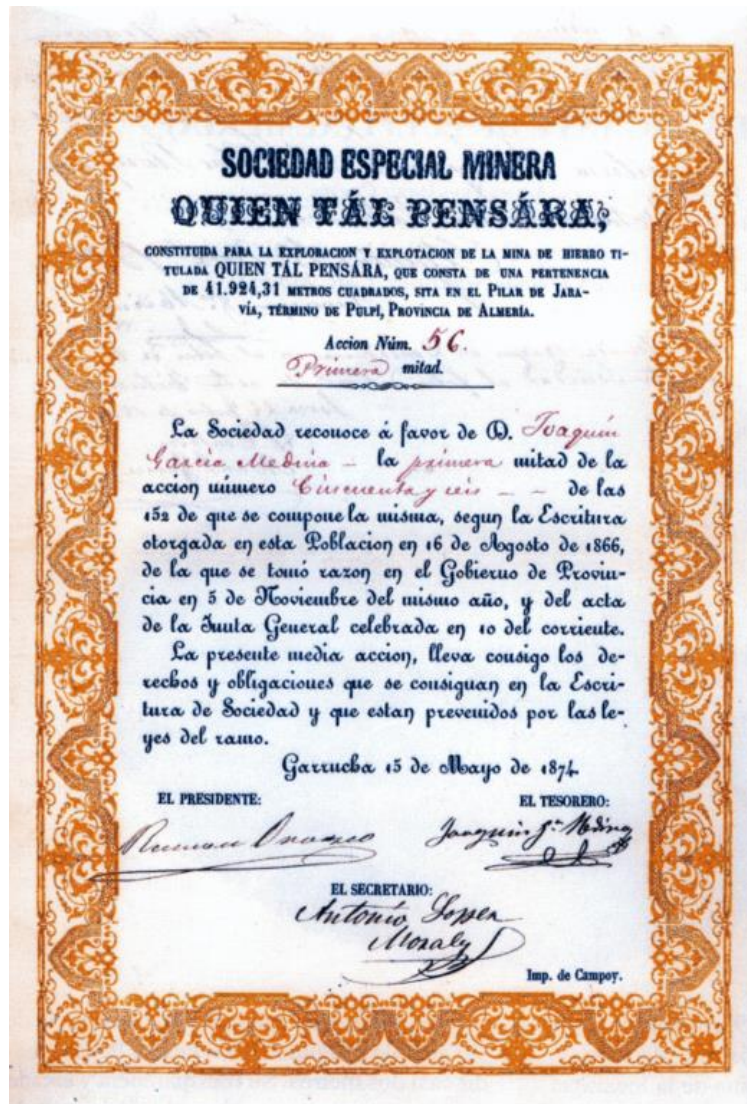 SOCIEDAD ESPECIAL MINERA
QUIEN TÁL PENSÁRA,
CONSTITUIDA PARA LA EXPLORACION Y EXPLOTACION DE LA MINA DE HIERRO TI-
TULADA QUIEN TÁL PENSÁRA, QUE CONSTA DE UNA PERTENENCIA
DE 41.924,31 METROS CUADRADOS, SITA EN EL PILAR DE JARA-
VÍA, TÉRMINO DE PULPÍ, PROVINCIA DE ALMERÍA.
Accion Núm. 56.
Primera mitad.
La Sociedad reconoce á favor de D. Joaquin
Garcia Medina – la primera mitad de la
accion número Cincuenta y seis – – de las
152 de que se compone la misma, segun la Escritura
otorgada en esta Poblacion en 16 de Agosto de 1866,
de la que se tomó razon en el Gobierno de Provin-
cia en 5 de Noviembre del mismo año, y del acta
de la Junta General celebrada en 10 del corriente.
La presente media accion, lleva consigo los de-
rechos y obligaciones que se consignan en la Escri-
tura de Sociedad y que estan prevenidos por las le-
yes del ramo.
Garrucha 15 de Mayo de 1874.
EL PRESIDENTE:
EL TESORERO:
Ramon Orozco
Joaquin G.ª Medina
EL SECRETARIO:
Antonio Lopez
Morales
Imp. de Campoy.